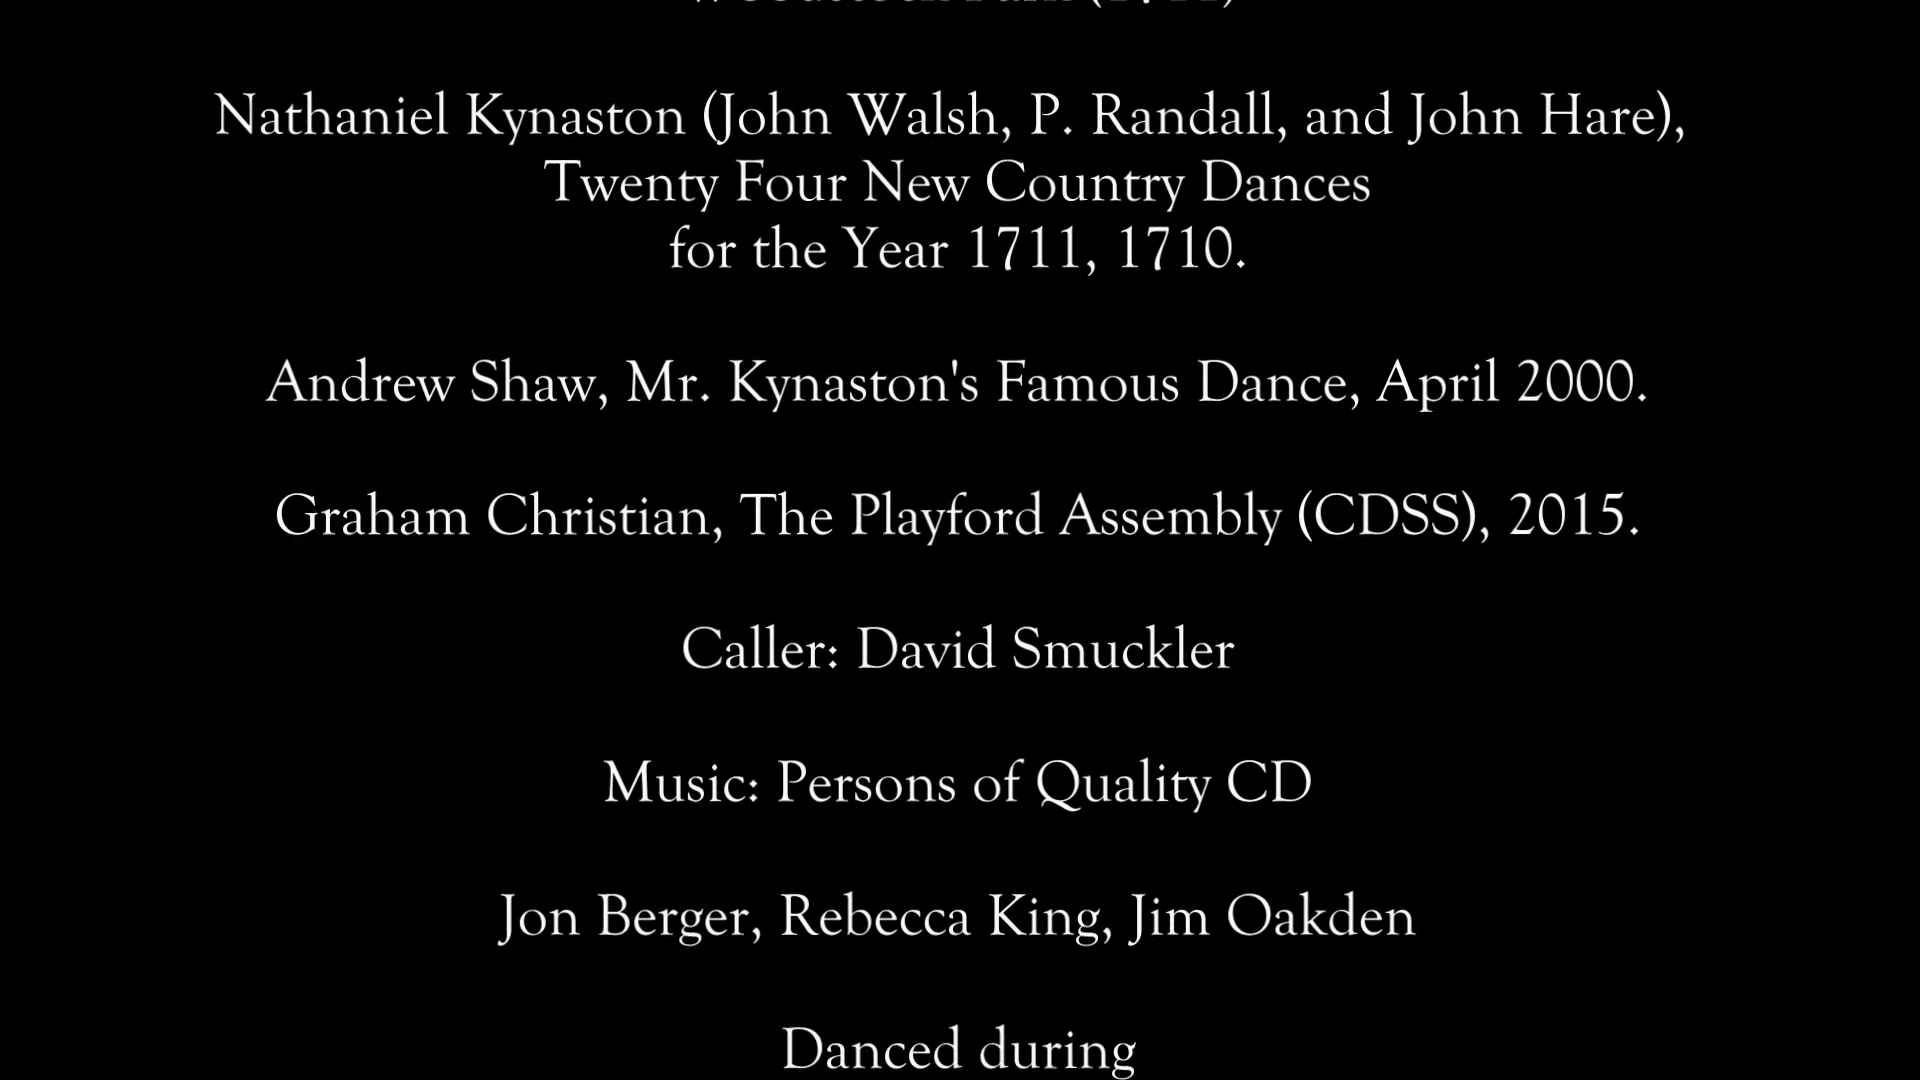 Nathaniel Kynaston (John Walsh, P. Randall, and John Hare),
Twenty Four New Country Dances
for the Year 1711, 1710.
Andrew Shaw, Mr. Kynaston's Famous Dance, April 2000.
Graham Christian, The Playford Assembly (CDSS), 2015.
Caller: David Smuckler
Music: Persons of Quality CD
Jon Berger, Rebecca King, Jim Oakden
Danced during